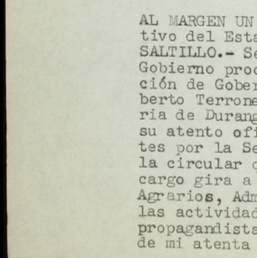 AL MARGEN UN
tivo del Esta
SALTILLO.- Se
Gobierno proc
ción de Gober
berto Terrone
ria de Durang
su atento ofi
tes por la Se
la circular 
cargo gira a
Agrarios, Adm
las actividad
propagandista
de mi atenta